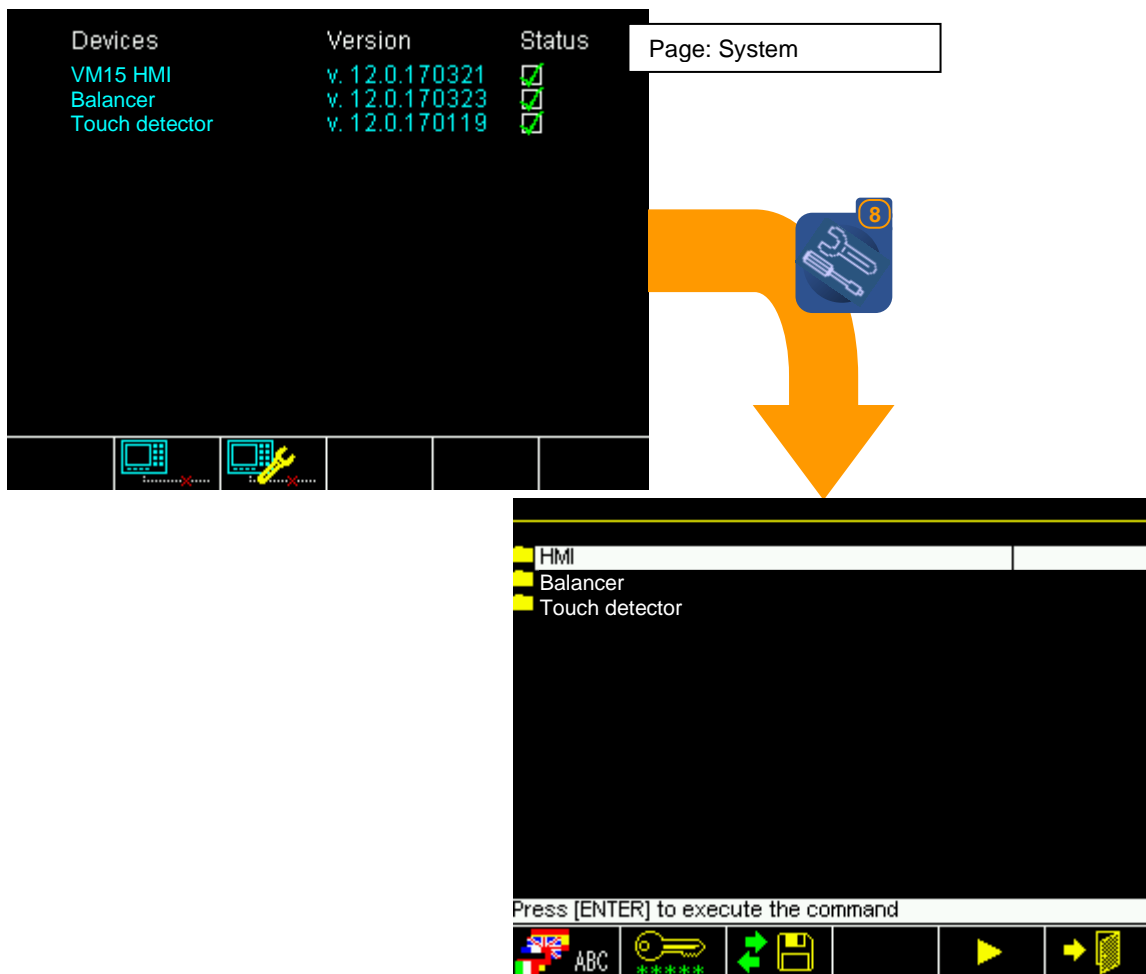 Devices Version Status
VM15 HMI v. 12.0.170321
Balancer v. 12.0.170323
Touch detector v. 12.0.170119
Page: System
8
HMI
Balancer
Touch detector
Press [ENTER] to execute the command
ABC
*****